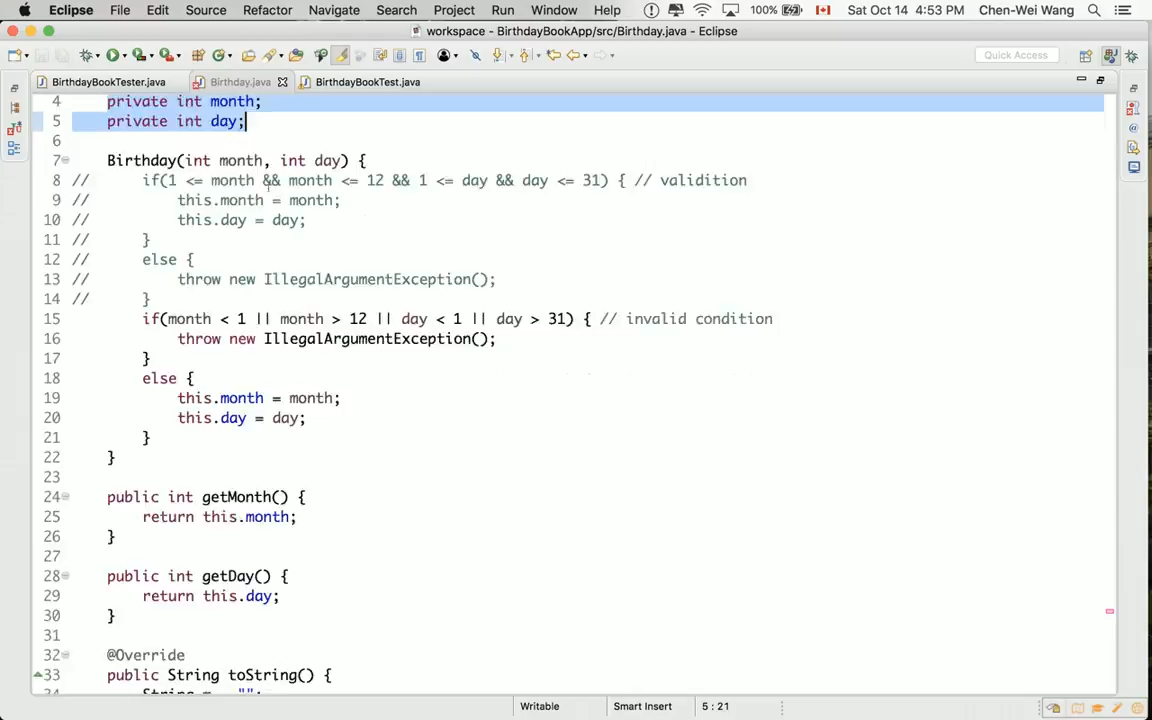 Eclipse File Edit Source Refactor Navigate Search Project Run Window Help 100% Sat Oct 14 4:53 PM Chen-Wei Wang
workspace - BirthdayBookApp/src/Birthday.java - Eclipse
Quick Access
BirthdayBookTester.java Birthday.java BirthdayBookTest.java
4 private int month;
5 private int day;
6
7 Birthday(int month, int day) {
8 // if(1 <= month && month <= 12 && 1 <= day && day <= 31) { // validition
9 // this.month = month;
10 // this.day = day;
11 // }
12 // else {
13 // throw new IllegalArgumentException();
14 // }
15 if(month < 1 || month > 12 || day < 1 || day > 31) { // invalid condition
16 throw new IllegalArgumentException();
17 }
18 else {
19 this.month = month;
20 this.day = day;
21 }
22 }
23
24 public int getMonth() {
25 return this.month;
26 }
27
28 public int getDay() {
29 return this.day;
30 }
31
32 @Override
33 public String toString() {
34 String m = "";
Writable Smart Insert 5 : 21